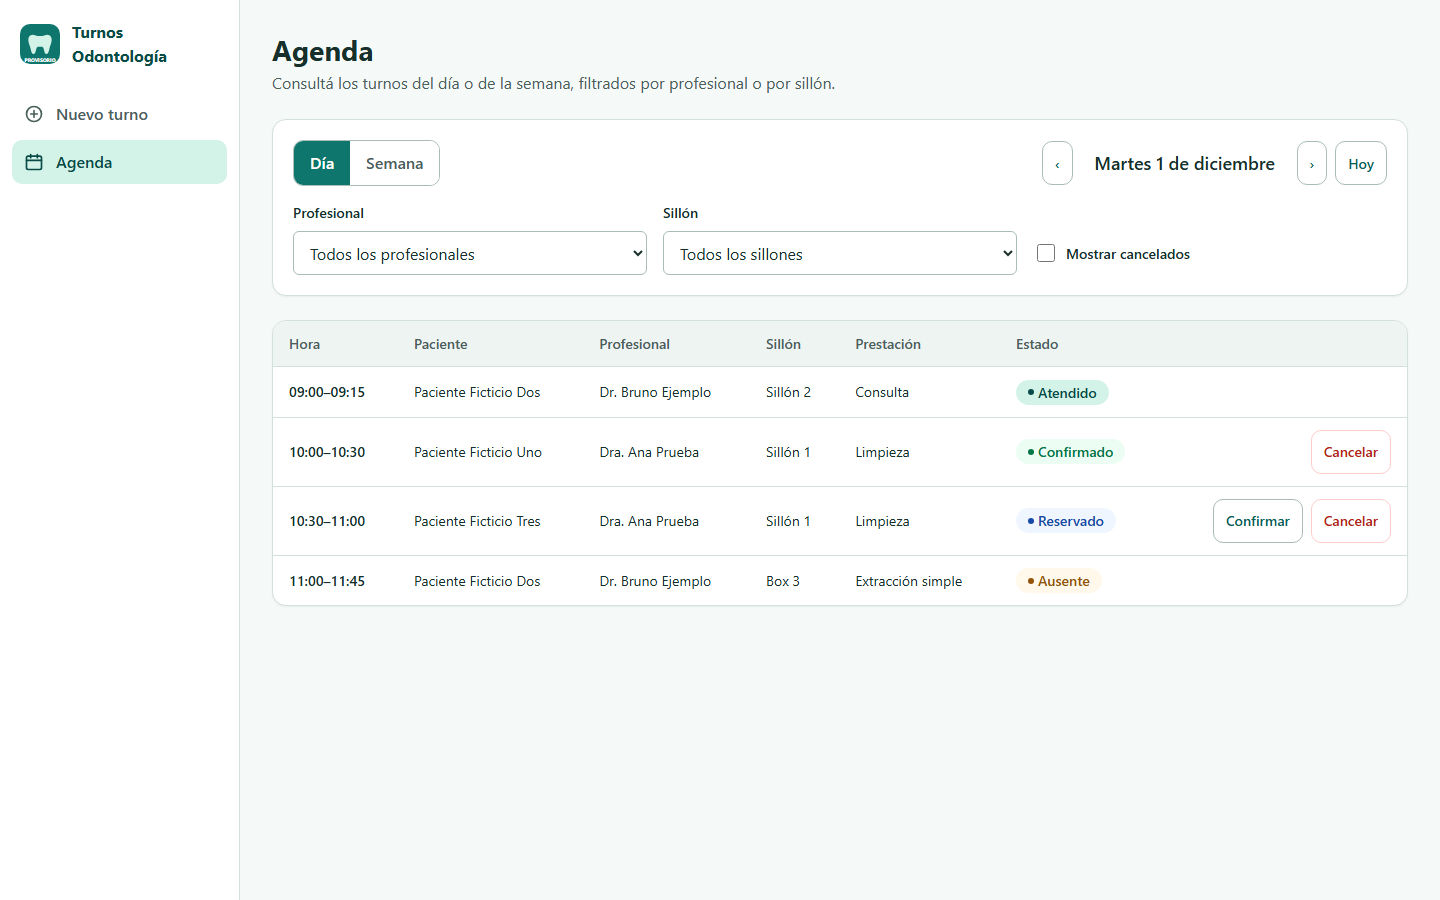 Turnos
Odontología
PROVISORIO
Nuevo turno
Agenda
Agenda
Consultá los turnos del día o de la semana, filtrados por profesional o por sillón.
Día Semana ‹ Martes 1 de diciembre › Hoy
Profesional Sillón
Todos los profesionales Todos los sillones Mostrar cancelados
Hora Paciente Profesional Sillón Prestación Estado
09:00–09:15 Paciente Ficticio Dos Dr. Bruno Ejemplo Sillón 2 Consulta Atendido
10:00–10:30 Paciente Ficticio Uno Dra. Ana Prueba Sillón 1 Limpieza Confirmado Cancelar
10:30–11:00 Paciente Ficticio Tres Dra. Ana Prueba Sillón 1 Limpieza Reservado Confirmar Cancelar
11:00–11:45 Paciente Ficticio Dos Dr. Bruno Ejemplo Box 3 Extracción simple Ausente